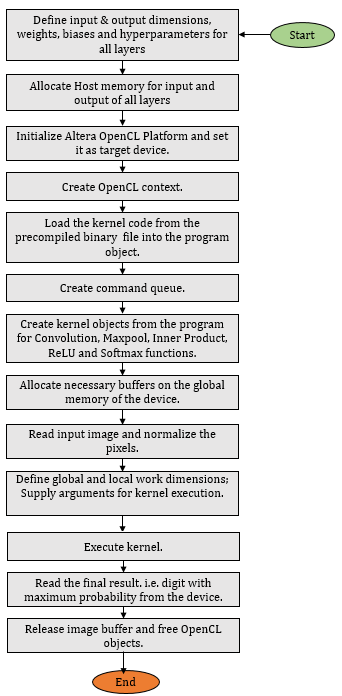 Start
Define input & output dimensions,
weights, biases and hyperparameters for
all layers
Allocate Host memory for input and
output of all layers
Initialize Altera OpenCL Platform and set
it as target device.
Create OpenCL context.
Load the kernel code from the
precompiled binary file into the program
object.
Create command queue.
Create kernel objects from the program
for Convolution, Maxpool, Inner Product,
ReLU and Softmax functions.
Allocate necessary buffers on the global
memory of the device.
Read input image and normalize the
pixels.
Define global and local work dimensions;
Supply arguments for kernel execution.
Execute kernel.
Read the final result. i.e. digit with
maximum probability from the device.
Release image buffer and free OpenCL
objects.
End